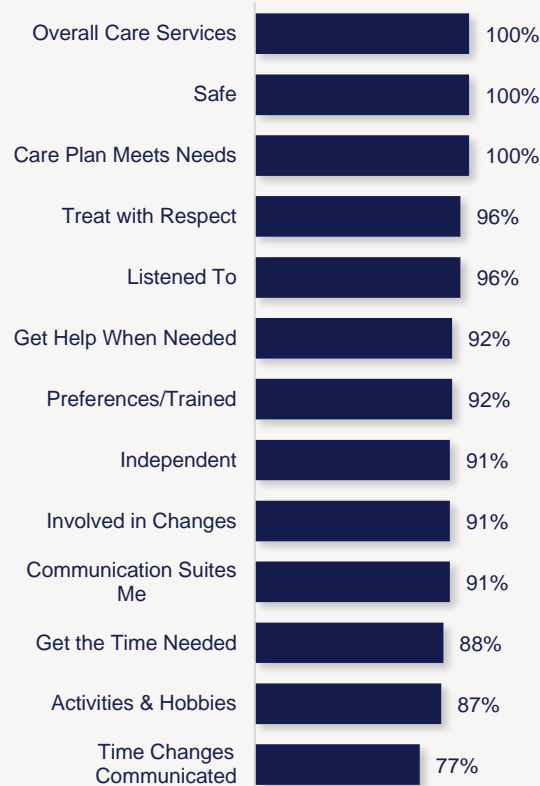 Overall Care Services 100%
Safe 100%
Care Plan Meets Needs 100%
Treat with Respect 96%
Listened To 96%
Get Help When Needed 92%
Preferences/Trained 92%
Independent 91%
Involved in Changes 91%
Communication Suites
Me 91%
Get the Time Needed 88%
Activities & Hobbies 87%
Time Changes
Communicated 77%